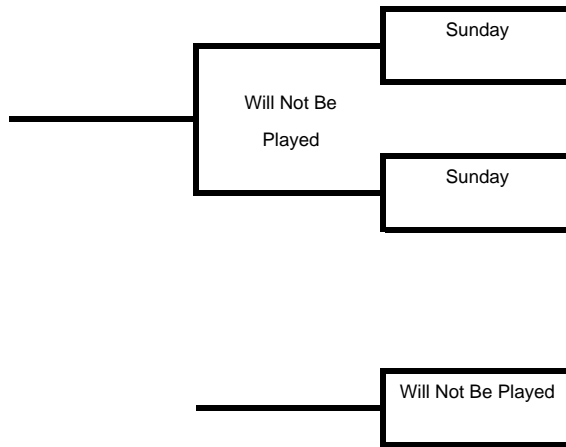 Sunday
Will Not Be
Played
Sunday
Will Not Be Played